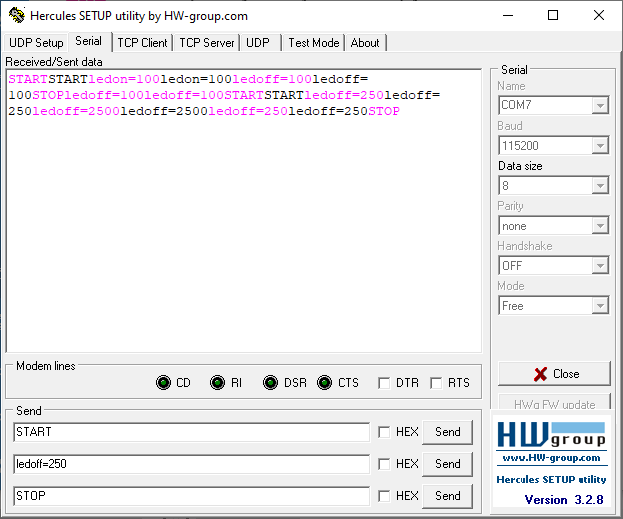 Hercules SETUP utility by HW-group.com
UDP Setup Serial TCP Client TCP Server UDP Test Mode About
Received/Sent data
STARTSTARTledon=100ledon=100ledoff=100ledoff=
100STOPledoff=100ledoff=100STARTSTARTledoff=250ledoff=
250ledoff=2500ledoff=2500ledoff=250ledoff=250STOP
Serial
Name
COM7
Baud
115200
Data size
8
Parity
none
Handshake
OFF
Mode
Free
Close
HWg FW update
Modem lines
CD RI DSR CTS DTR RTS
Send
START HEX Send
ledoff=250 HEX Send
STOP HEX Send
HWgroup
www.HW-group.com
Hercules SETUP utility
Version 3.2.8